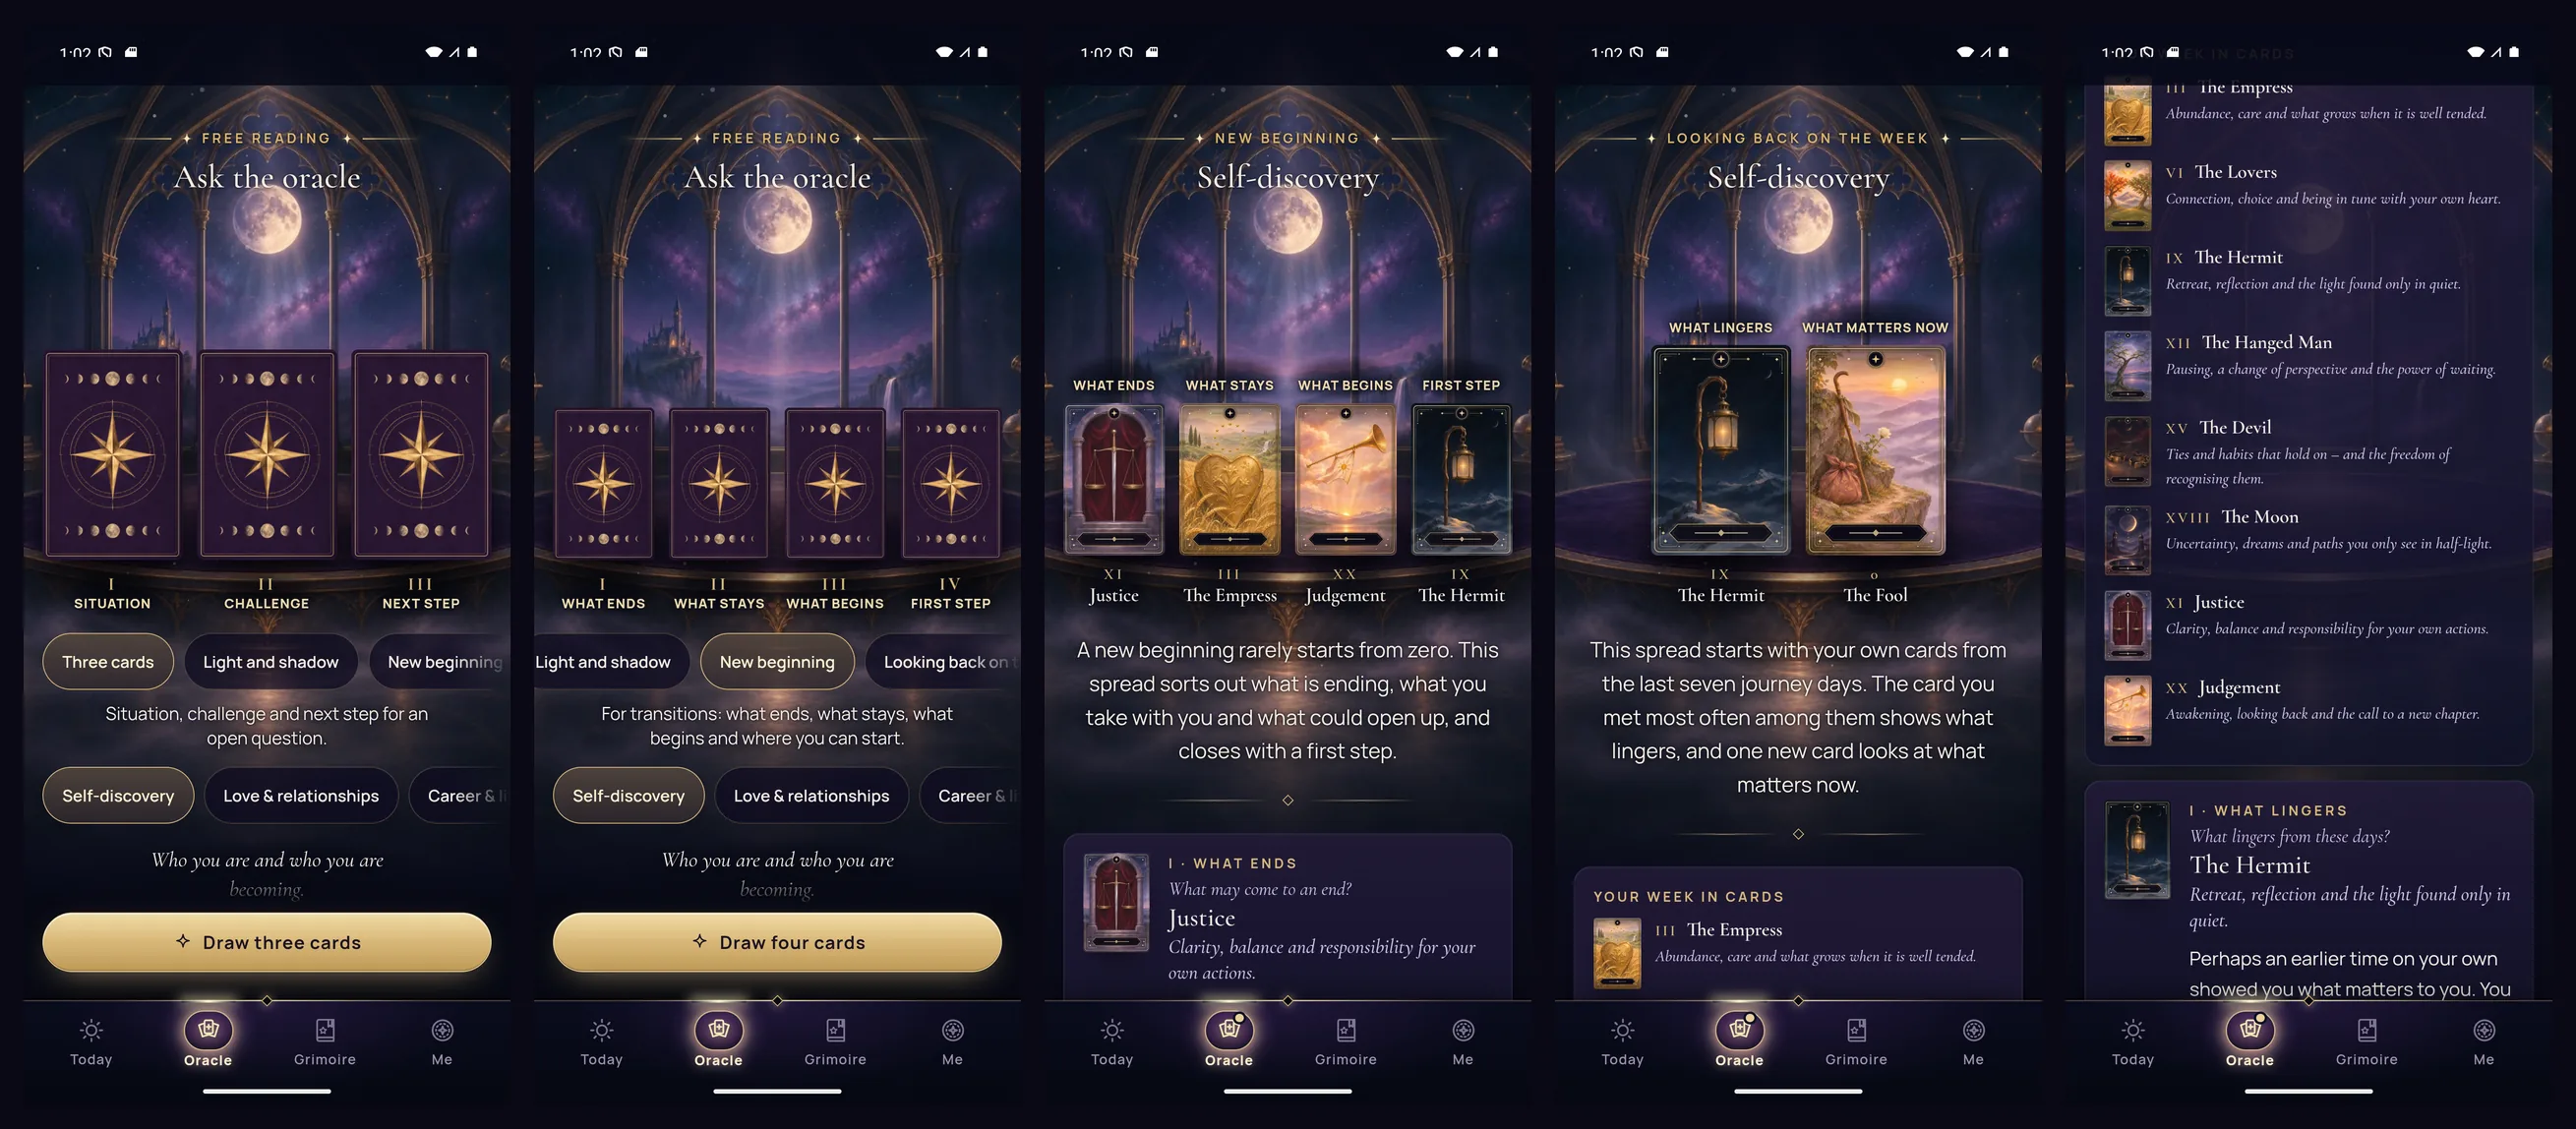 1:02
FREE READING
Ask the oracle
I
SITUATION
II
CHALLENGE
III
NEXT STEP
Three cards
Light and shadow
New beginning
Situation, challenge and next step for an
open question.
Self-discovery
Love & relationships
Career &
Who you are and who you are
becoming.
Draw three cards
Today
Oracle
Grimoire
Me
1:02
FREE READING
Ask the oracle
I
WHAT ENDS
II
WHAT STAYS
III
WHAT BEGINS
IV
FIRST STEP
Light and shadow
New beginning
Looking back on
For transitions: what ends, what stays, what
begins and where you can start.
Self-discovery
Love & relationships
Career &
Who you are and who you are
becoming.
Draw four cards
Today
Oracle
Grimoire
Me
1:02
NEW BEGINNING
Self-discovery
WHAT ENDS
WHAT STAYS
WHAT BEGINS
FIRST STEP
XI
Justice
III
The Empress
XX
Judgement
IX
The Hermit
A new beginning rarely starts from zero. This
spread sorts out what is ending, what you
take with you and what could open up, and
closes with a first step.
I · WHAT ENDS
What may come to an end?
Justice
Clarity, balance and responsibility for your
own actions.
Today
Oracle
Grimoire
Me
1:02
LOOKING BACK ON THE WEEK
Self-discovery
WHAT LINGERS
WHAT MATTERS NOW
IX
The Hermit
0
The Fool
This spread starts with your own cards from
the last seven journey days. The card you
met most often among them shows what
lingers, and one new card looks at what
matters now.
YOUR WEEK IN CARDS
III The Empress
Abundance, care and what grows when it is well tended.
Today
Oracle
Grimoire
Me
1:02
WEEK IN CARDS
III The Empress
Abundance, care and what grows when it is well tended.
VI The Lovers
Connection, choice and being in tune with your own heart.
IX The Hermit
Retreat, reflection and the light found only in quiet.
XII The Hanged Man
Pausing, a change of perspective and the power of waiting.
XV The Devil
Ties and habits that hold on – and the freedom of
recognising them.
XVIII The Moon
Uncertainty, dreams and paths you only see in half-light.
XI Justice
Clarity, balance and responsibility for your own actions.
XX Judgement
Awakening, looking back and the call to a new chapter.
I · WHAT LINGERS
What lingers from these days?
The Hermit
Retreat, reflection and the light found only in
quiet.
Perhaps an earlier time on your own
showed you what matters to you. You
Today
Oracle
Grimoire
Me